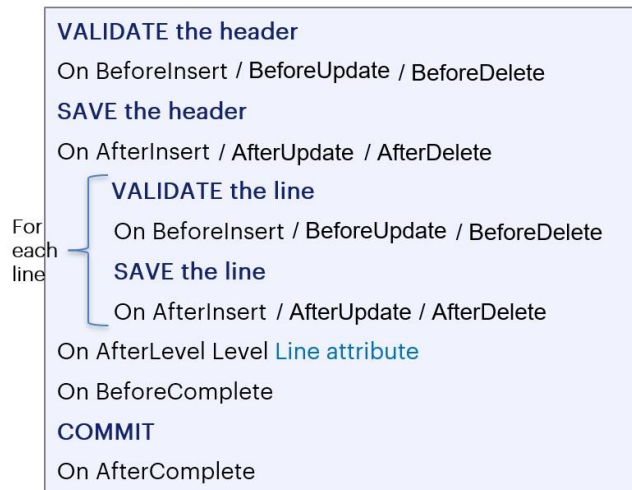 VALIDATE the header
On BeforeInsert / BeforeUpdate / BeforeDelete
SAVE the header
On AfterInsert / AfterUpdate / AfterDelete
For each line
VALIDATE the line
On BeforeInsert / BeforeUpdate / BeforeDelete
SAVE the line
On AfterInsert / AfterUpdate / AfterDelete
On AfterLevel Level Line attribute
On BeforeComplete
COMMIT
On AfterComplete